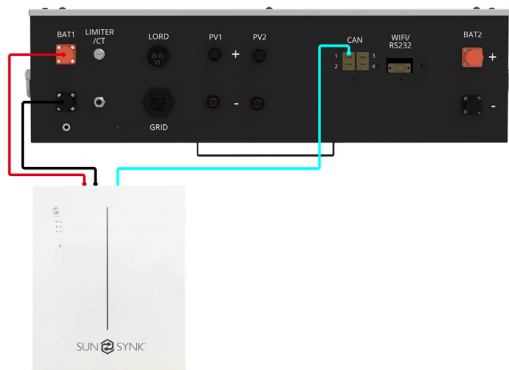 BAT1
LIMITER
/CT
LORD
PV1
PV2
CAN
WIFI/
RS232
BAT2
+
1
3
2
4
+
-
-
GRID
SUN SYNK